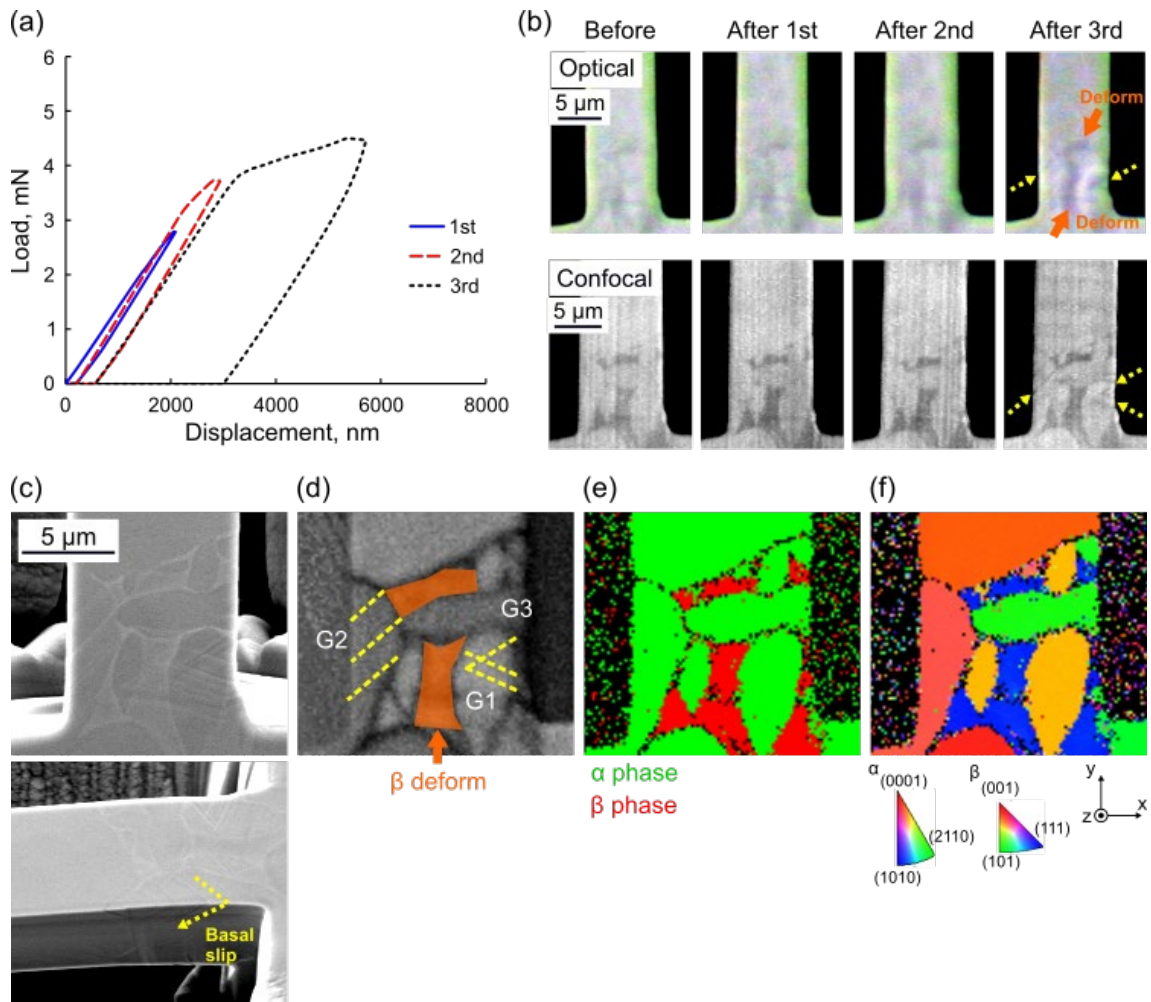 (a)
6
5
4
3
2
1
0
Load, mN
0 2000 4000 6000 8000
Displacement, nm
1st
2nd
3rd
(b)
Before After 1st After 2nd After 3rd
Optical
5 µm
Deform
Deform
Confocal
5 µm
(c)
5 µm
Basal
slip
(d)
G2
G3
G1
β deform
(e)
α phase
β phase
(f)
α
(0001)
(2110)
(1010)
β
(001)
(111)
(101)
y
z
x